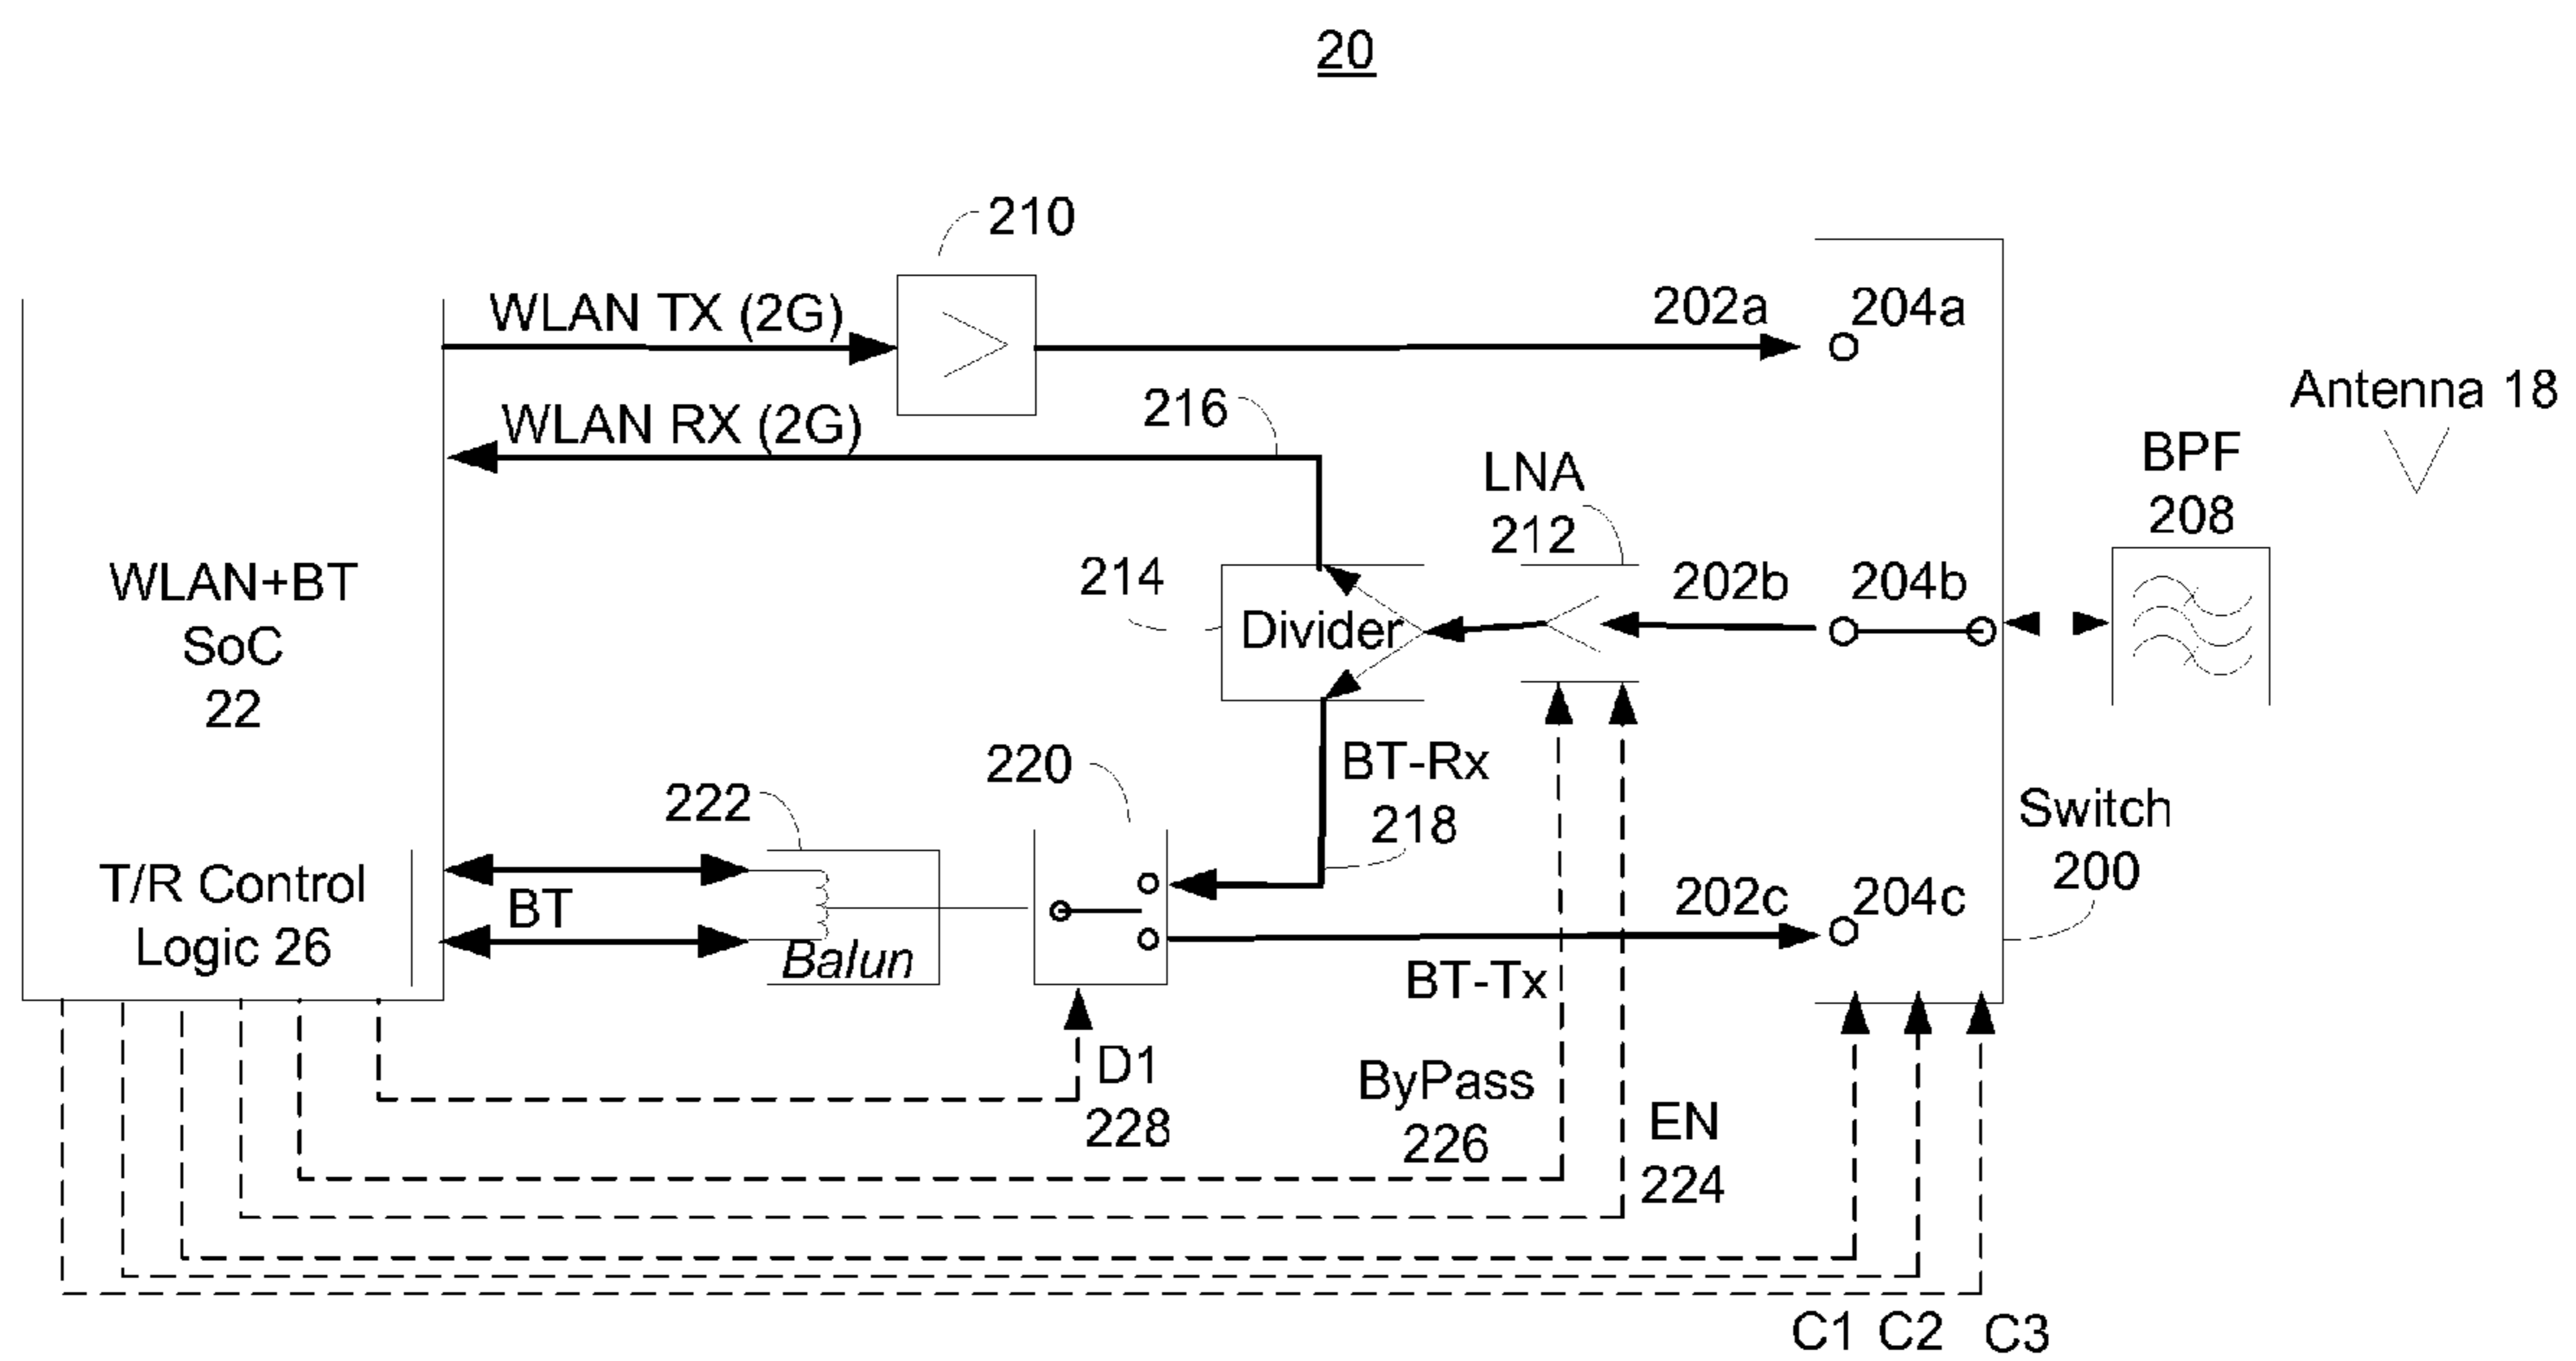 20
210
WLAN TX (2G)
202a
204a
Antenna 18
WLAN RX (2G)
216
BPF
208
LNA
212
WLAN+BT
SoC
22
214
Divider
202b
204b
222
220
BT-Rx
218
Switch
200
T/R Control
Logic 26
BT
Balun
202c
204c
BT-Tx
D1
228
ByPass
226
EN
224
C1
C2
C3